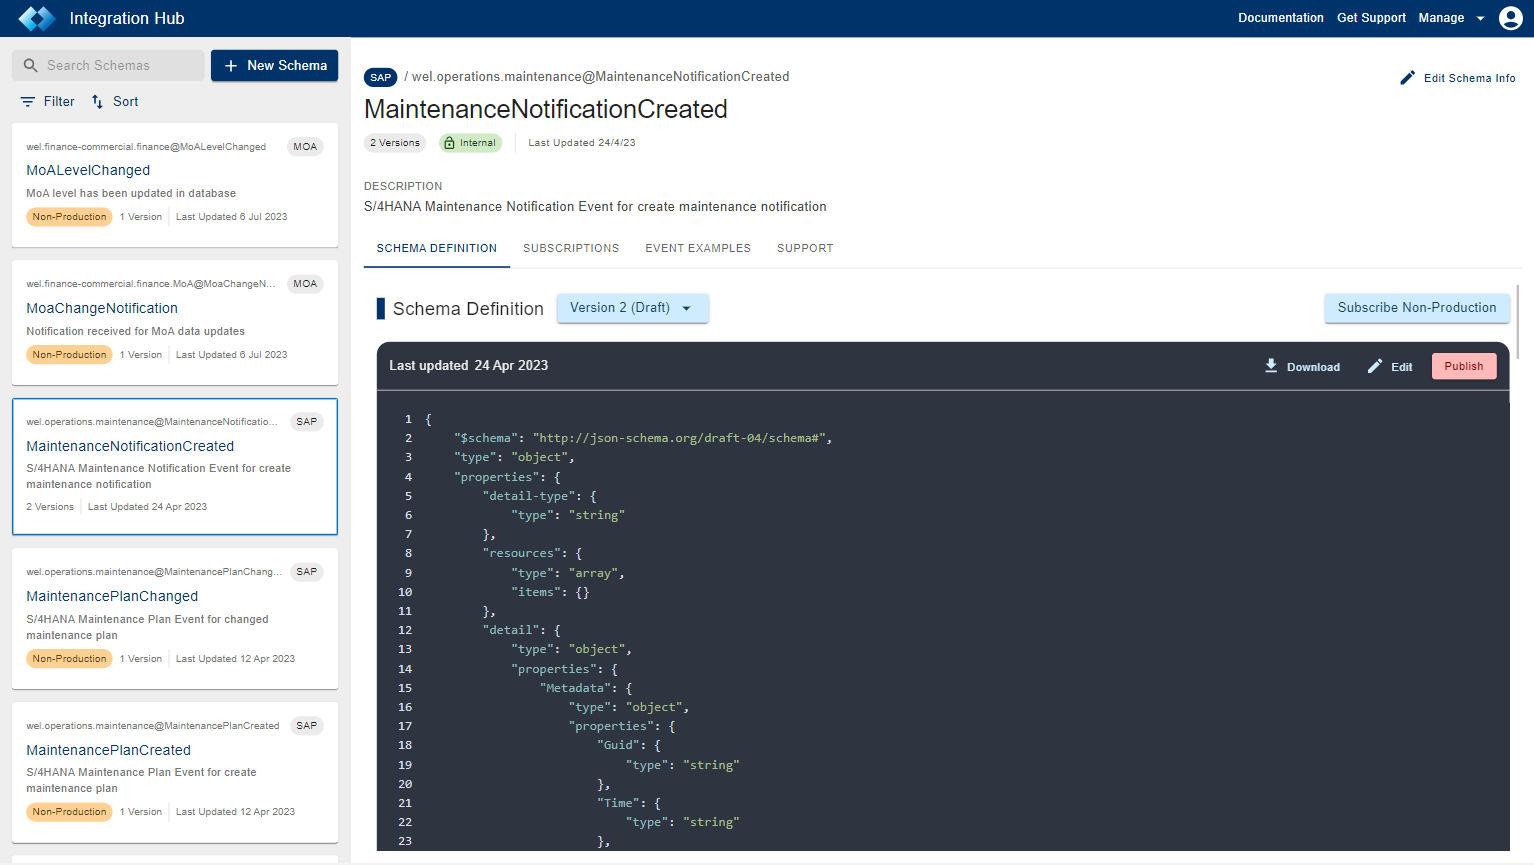 Integration Hub
Documentation
Get Support
Manage
Search Schemas
New Schema
Filter
Sort
wel.finance-commercial.finance@MoALevelChanged
MOA
MoALevelChanged
MoA level has been updated in database
Non-Production
1 Version
Last Updated 6 Jul 2023
wel.finance-commercial.finance.MoA@MoaChangeN...
MOA
MoaChangeNotification
Notification received for MoA data updates
Non-Production
1 Version
Last Updated 6 Jul 2023
wel.operations.maintenance@MaintenanceNotificatio...
SAP
MaintenanceNotificationCreated
S/4HANA Maintenance Notification Event for create
maintenance notification
2 Versions
Last Updated 24 Apr 2023
wel.operations.maintenance@MaintenancePlanChang...
SAP
MaintenancePlanChanged
S/4HANA Maintenance Plan Event for changed
maintenance plan
Non-Production
1 Version
Last Updated 12 Apr 2023
wel.operations.maintenance@MaintenancePlanCreated
SAP
MaintenancePlanCreated
S/4HANA Maintenance Plan Event for create
maintenance plan
Non-Production
1 Version
Last Updated 12 Apr 2023
SAP / wel.operations.maintenance@MaintenanceNotificationCreated
Edit Schema Info
MaintenanceNotificationCreated
2 Versions
Internal
Last Updated 24/4/23
DESCRIPTION
S/4HANA Maintenance Notification Event for create maintenance notification
SCHEMA DEFINITION
SUBSCRIPTIONS
EVENT EXAMPLES
SUPPORT
Schema Definition
Version 2 (Draft)
Subscribe Non-Production
Last updated 24 Apr 2023
Download
Edit
Publish
1 {
2 "$schema": "http://json-schema.org/draft-04/schema#",
3 "type": "object",
4 "properties": {
5 "detail-type": {
6 "type": "string"
7 },
8 "resources": {
9 "type": "array",
10 "items": {}
11 },
12 "detail": {
13 "type": "object",
14 "properties": {
15 "Metadata": {
16 "type": "object",
17 "properties": {
18 "Guid": {
19 "type": "string"
20 },
21 "Time": {
22 "type": "string"
23 },